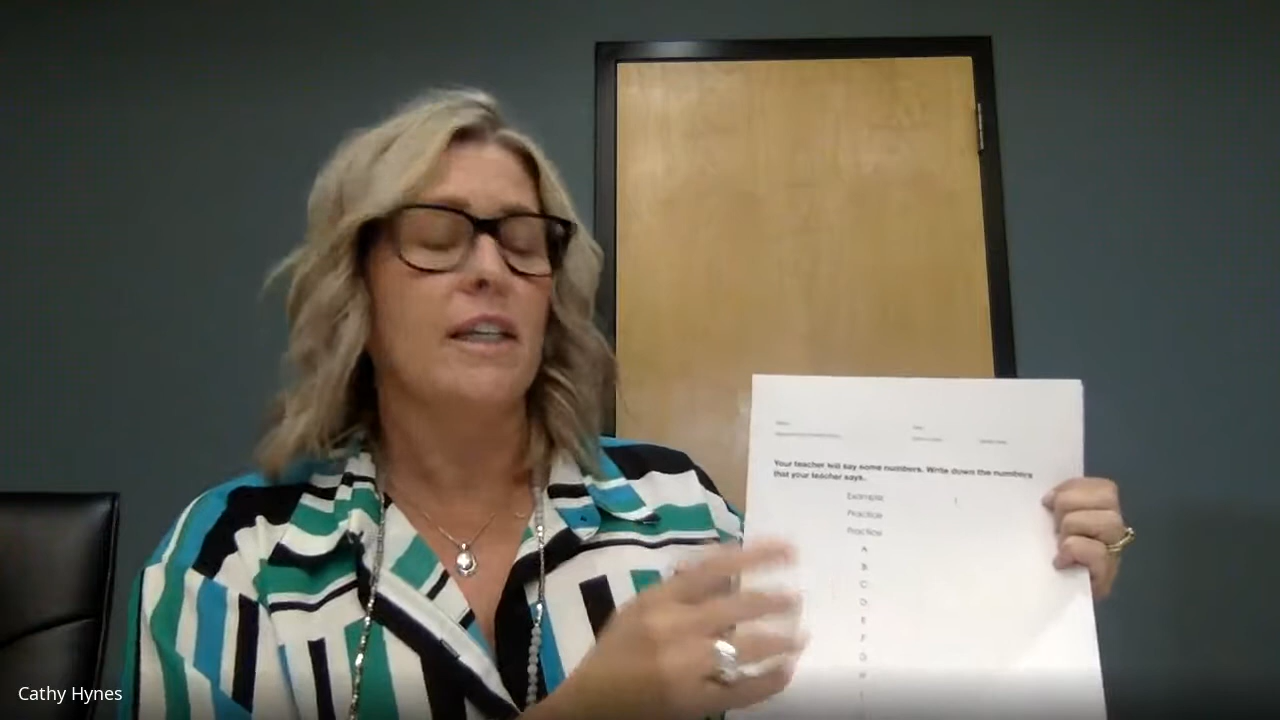 Your teacher will say some numbers. Write down the numbers
that your teacher says.
Example
Practice
Practice
A
B
C
D
E
F
G
H
I
Cathy Hynes